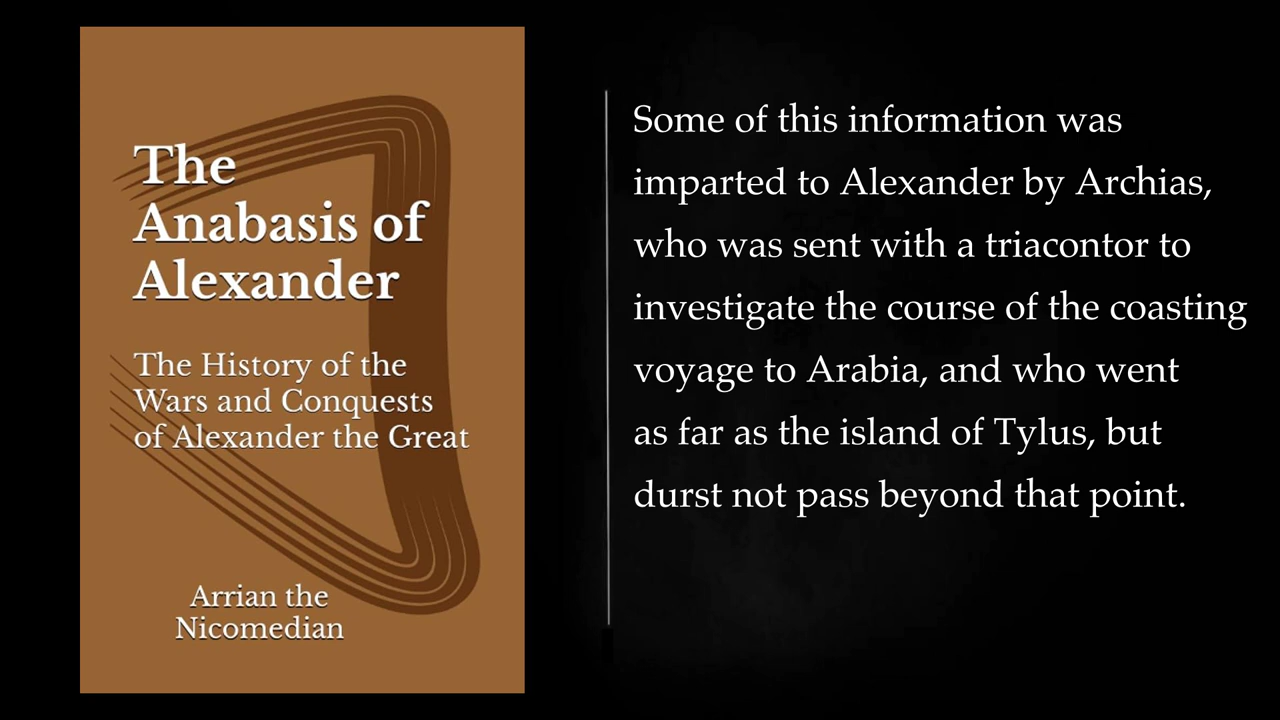 The
Anabasis of
Alexander
The History of the
Wars and Conquests
of Alexander the Great
Arrian the
Nicomedian
Some of this information was
imparted to Alexander by Archias,
who was sent with a triacontor to
investigate the course of the coasting
voyage to Arabia, and who went
as far as the island of Tylus, but
durst not pass beyond that point.